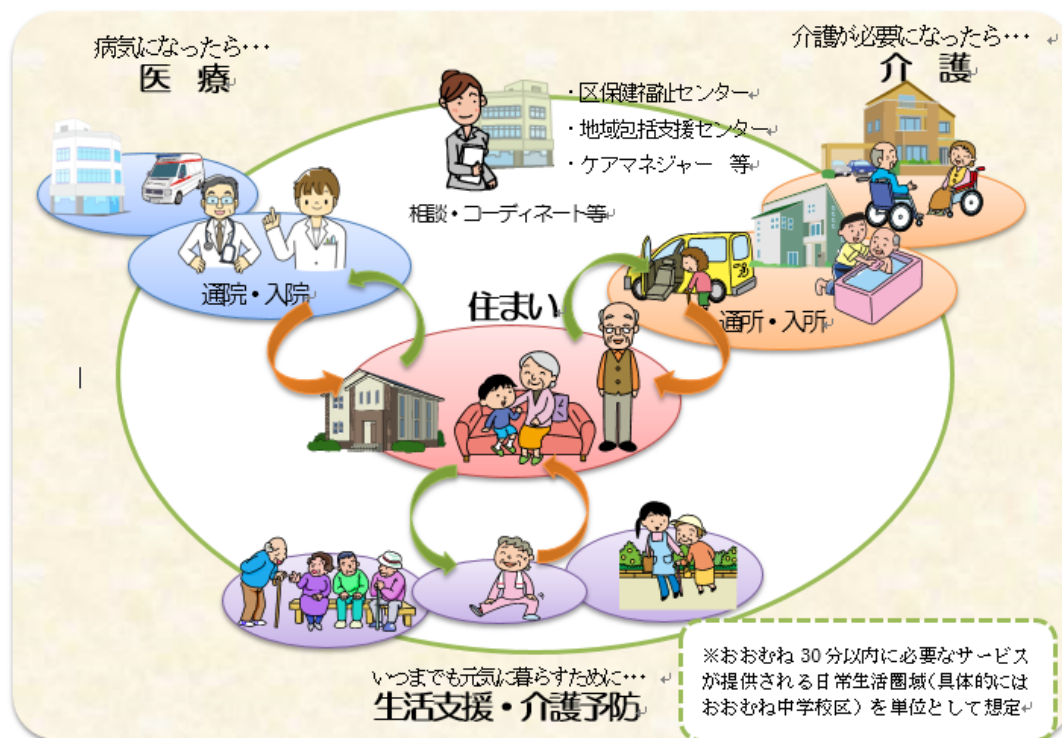 病気になったら…
医 療
介護が必要になったら…
介 護
・区保健福祉センター
・地域包括支援センター
・ケアマネジャー 等
相談・コーディネート等
通院・入院
住まい
通所・入所
いつまでも元気に暮らすために…
生活支援・介護予防
※おおむね 30 分以内に必要なサービス
が提供される日常生活圏域（具体的には
おおむね中学校区）を単位として想定